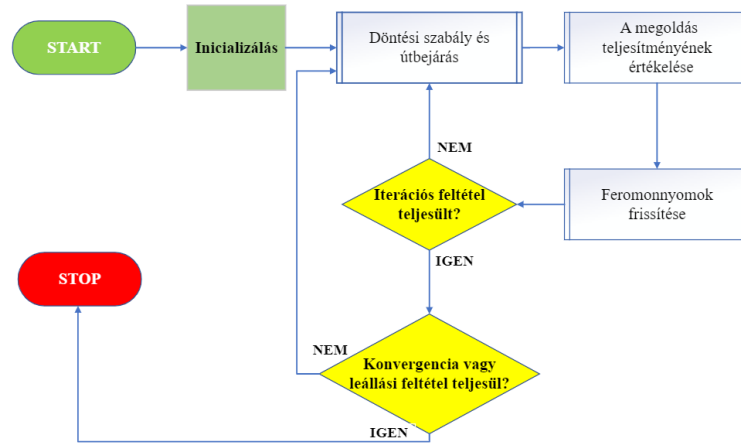 START
Inicializálás
Döntési szabály és
útbejárás
A megoldás
teljesítményének
értékelése
NEM
Iterációs feltétel
teljesült?
Feromonnyomok
frissítése
IGEN
STOP
NEM
Konvergencia vagy
leállási feltétel teljesül?
IGEN